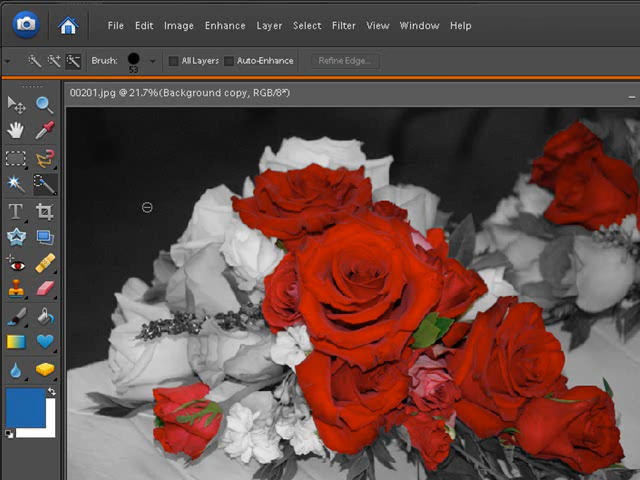 File Edit Image Enhance Layer Select Filter View Window Help
Brush: 53 All Layers Auto-Enhance Refine Edge...
00201.jpg @ 21.7%(Background copy, RGB/8*)
T